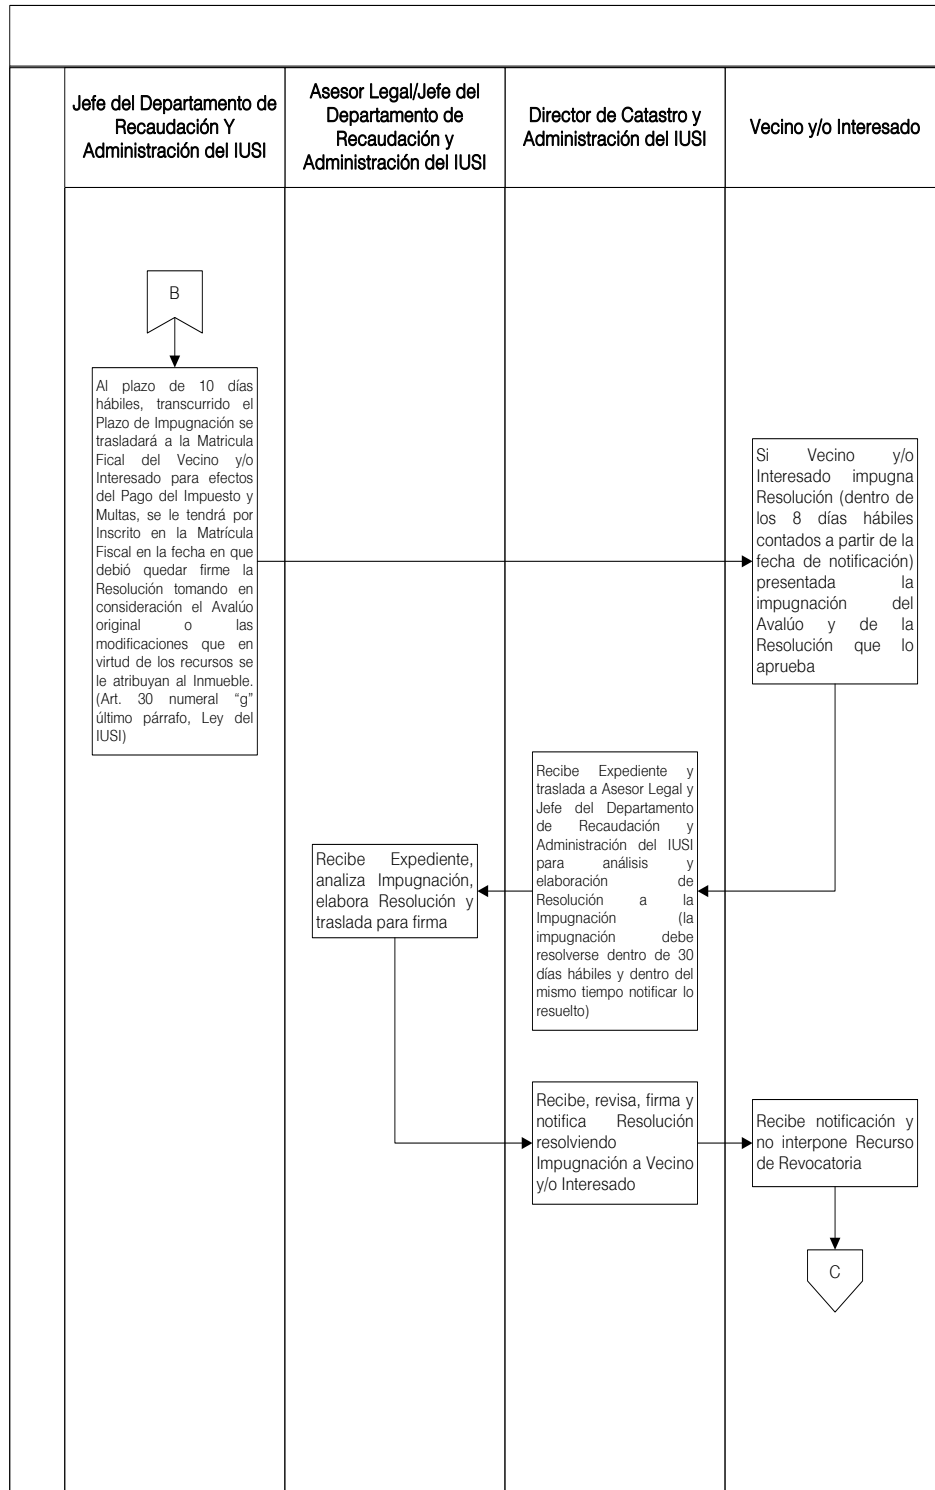 Jefe del Departamento de
Recaudación Y
Administración del IUSI
Asesor Legal/Jefe del
Departamento de
Recaudación y
Administración del IUSI
Director de Catastro y
Administración del IUSI
Vecino y/o Interesado
B
Al plazo de 10 días
hábiles, transcurrido el
Plazo de Impugnación se
trasladará a la Matricula
Fical del Vecino y/o
Interesado para efectos
del Pago del Impuesto y
Multas, se le tendrá por
Inscrito en la Matrícula
Fiscal en la fecha en que
debió quedar firme la
Resolución tomando en
consideración el Avalúo
original o las
modificaciones que en
virtud de los recursos se
le atribuyan al Inmueble.
(Art. 30 numeral “g”
último párrafo, Ley del
IUSI)
Si Vecino y/o
Interesado impugna
Resolución (dentro de
los 8 días hábiles
contados a partir de la
fecha de notificación)
presentada la
impugnación del
Avalúo y de la
Resolución que lo
aprueba
Recibe Expediente y
traslada a Asesor Legal y
Jefe del Departamento
de Recaudación y
Administración del IUSI
para análisis y
elaboración de
Resolución a la
Impugnación (la
impugnación debe
resolverse dentro de 30
días hábiles y dentro del
mismo tiempo notificar lo
resuelto)
Recibe Expediente,
analiza Impugnación,
elabora Resolución y
traslada para firma
Recibe, revisa, firma y
notifica Resolución
resolviendo
Impugnación a Vecino
y/o Interesado
Recibe notificación y
no interpone Recurso
de Revocatoria
C